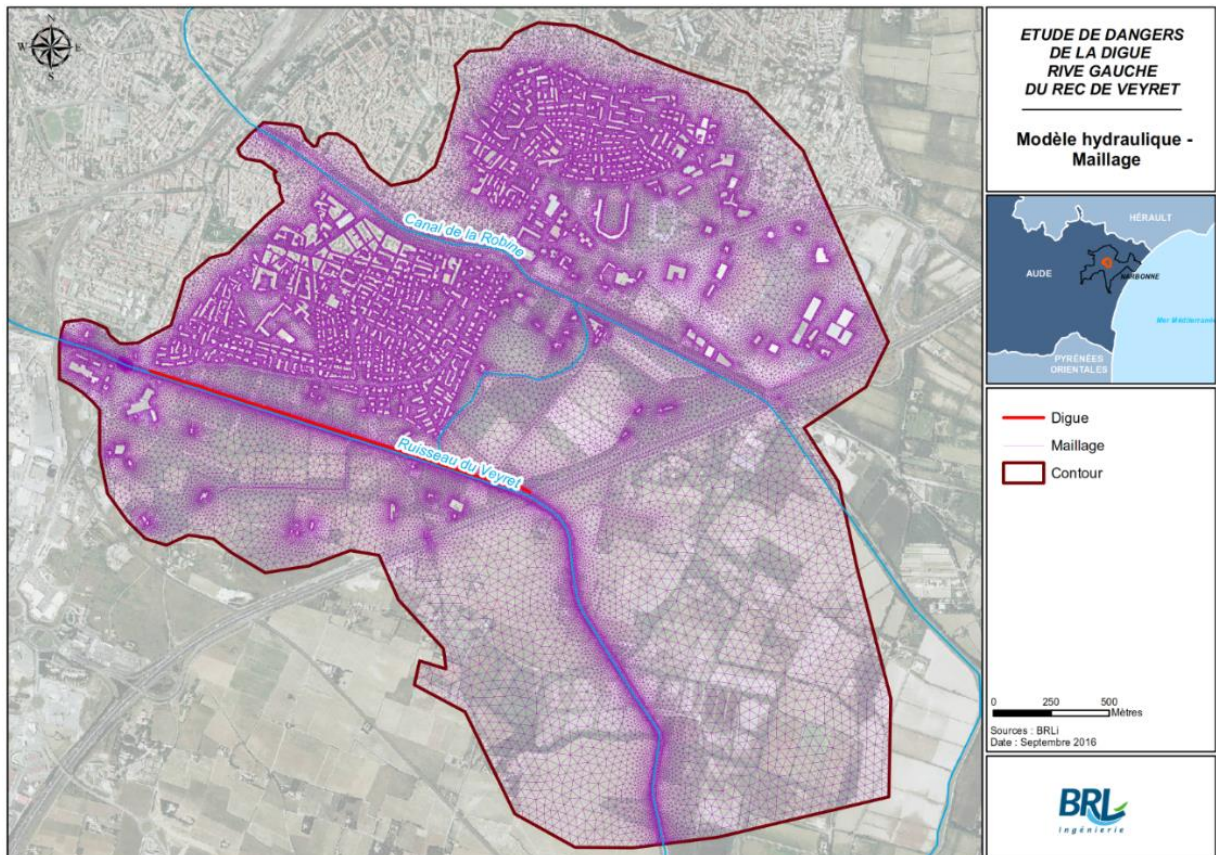 N
W
E
S
Canal de la Robine
Ruisseau du Veyret
ETUDE DE DANGERS
DE LA DIGUE
RIVE GAUCHE
DU REC DE VEYRET
Modèle hydraulique -
Maillage
HÉRAULT
AUDE
NARBONNE
Mer Méditerranée
PYRÉNÉES
ORIENTALES
Digue
Maillage
Contour
0 250 500
Mètres
Sources : BRLi
Date : Septembre 2016
BRL
Ingénierie